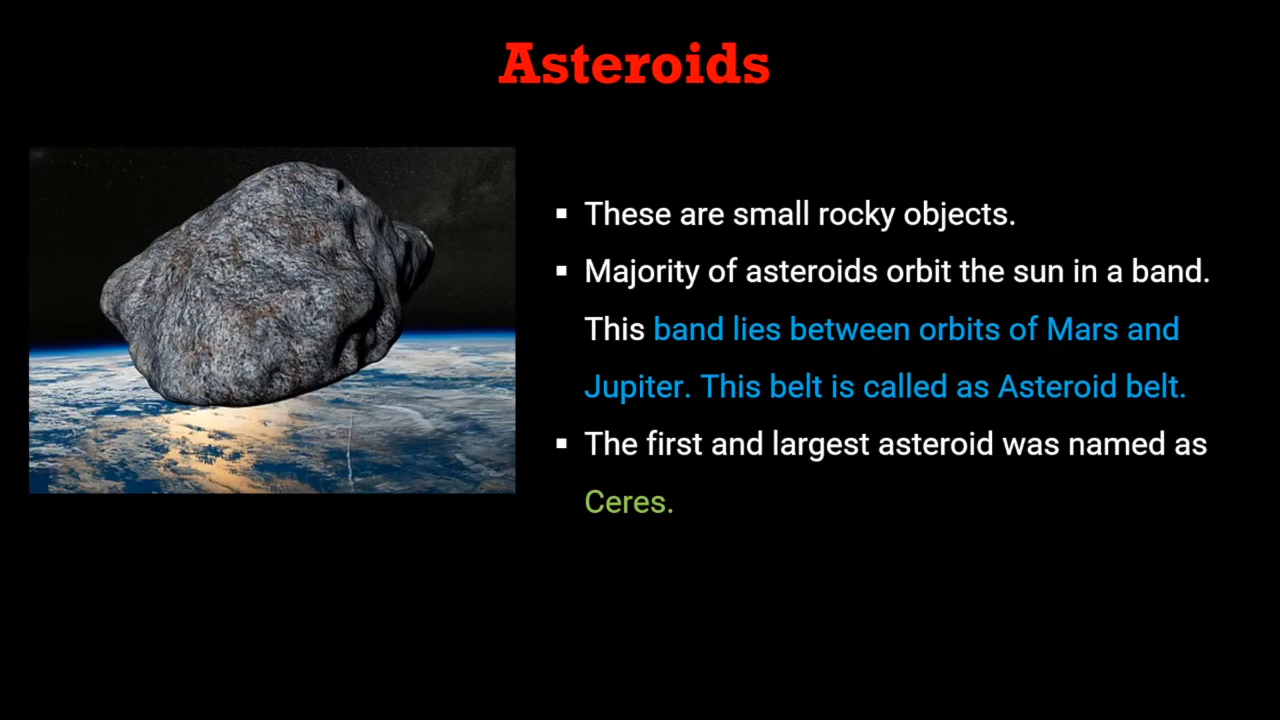 Asteroids
▪ These are small rocky objects.
▪ Majority of asteroids orbit the sun in a band.
This band lies between orbits of Mars and
Jupiter. This belt is called as Asteroid belt.
▪ The first and largest asteroid was named as
Ceres.